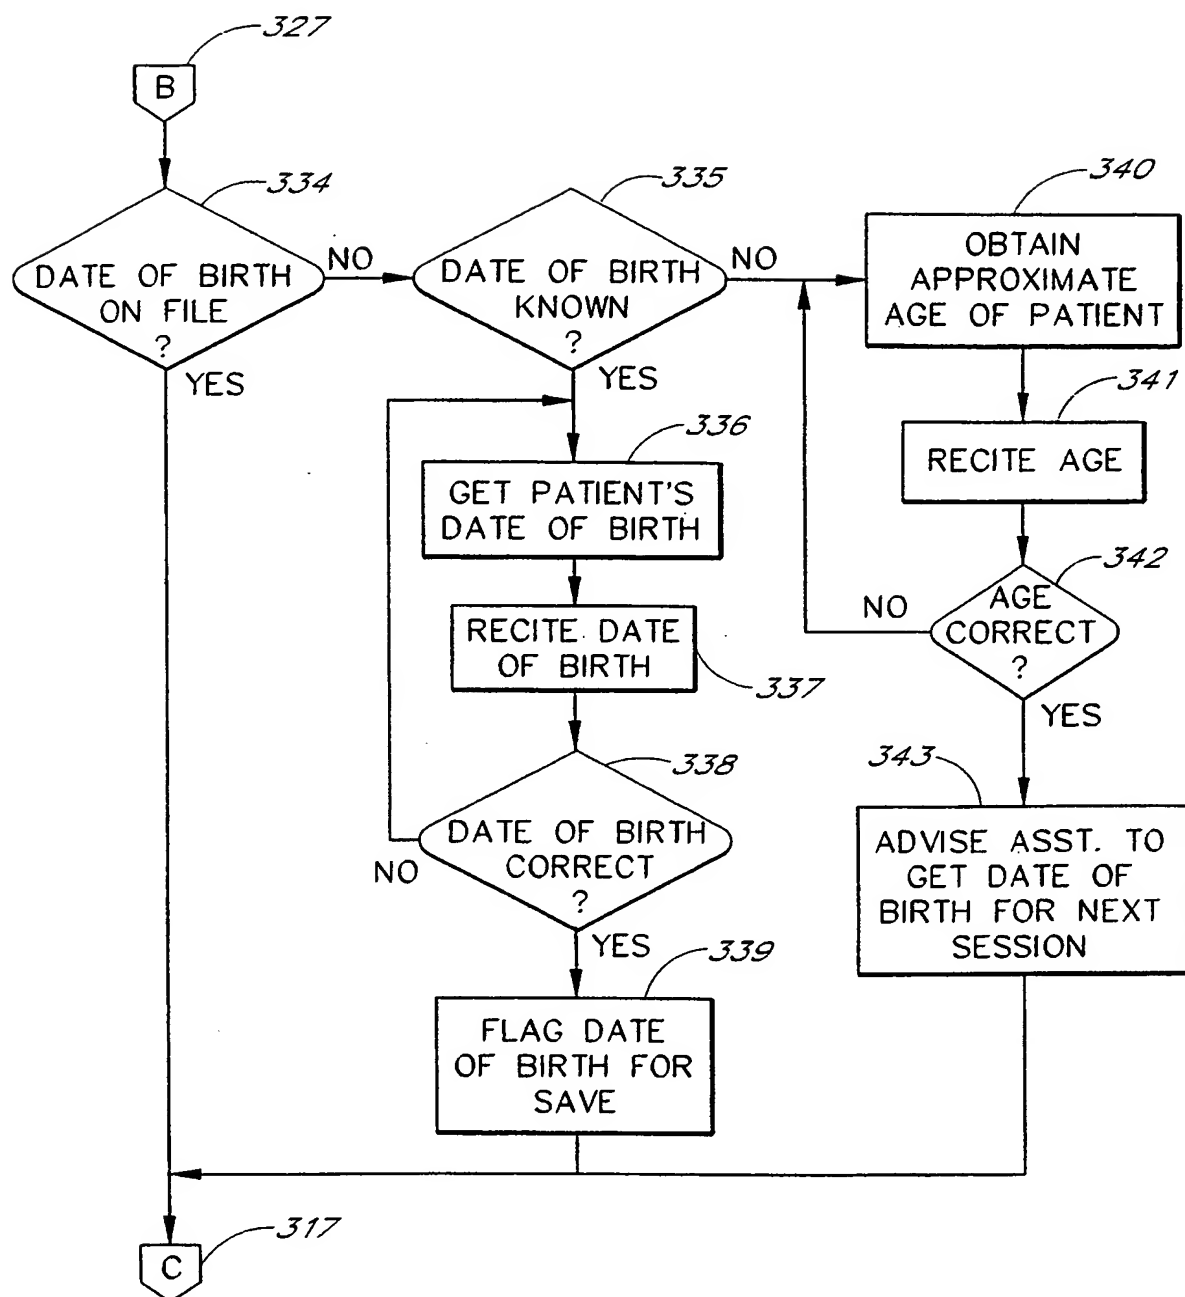 327
B
334
DATE OF BIRTH
ON FILE
?
NO
YES
335
DATE OF BIRTH
KNOWN
?
NO
YES
340
OBTAIN
APPROXIMATE
AGE OF PATIENT
341
RECITE AGE
342
AGE
CORRECT
?
NO
YES
343
ADVISE ASST. TO
GET DATE OF
BIRTH FOR NEXT
SESSION
336
GET PATIENT'S
DATE OF BIRTH
RECITE DATE
OF BIRTH
337
338
DATE OF BIRTH
CORRECT
?
NO
YES
339
FLAG DATE
OF BIRTH FOR
SAVE
C
317